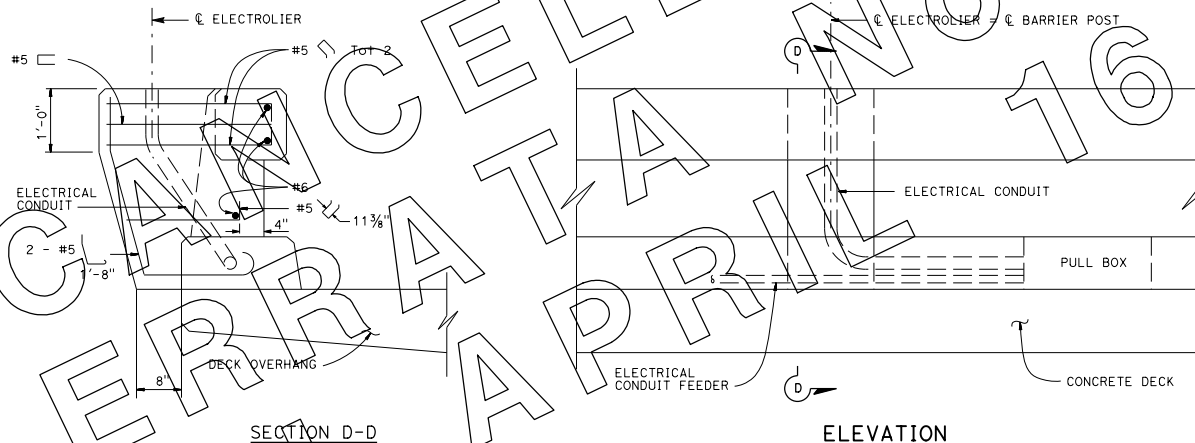 ℄ ELECTROLIER
#5
#5 Tot 2
1'-0"
#6
#5
11⅜"
4"
ELECTRICAL
CONDUIT
2 - #5
1'-8"
DECK OVERHANG
8"
SECTION D-D
℄ ELECTROLIER = ℄ BARRIER POST
D
ELECTRICAL CONDUIT
PULL BOX
ELECTRICAL
CONDUIT FEEDER
D
CONCRETE DECK
ELEVATION
CANCEL
ERRATA NO
APRIL 16